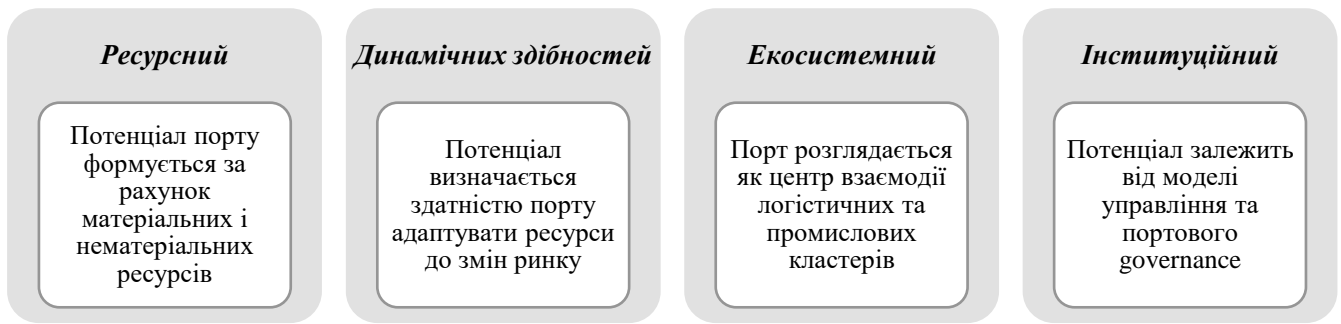 Ресурсний
Потенціал порту
формується за
рахунок
матеріальних і
нематеріальних
ресурсів
Динамічних здібностей
Потенціал
визначається
здатністю порту
адаптувати ресурси
до змін ринку
Екосистемний
Порт розглядається
як центр взаємодії
логістичних та
промислових
кластерів
Інституційний
Потенціал залежить
від моделі
управління та
портового
governance